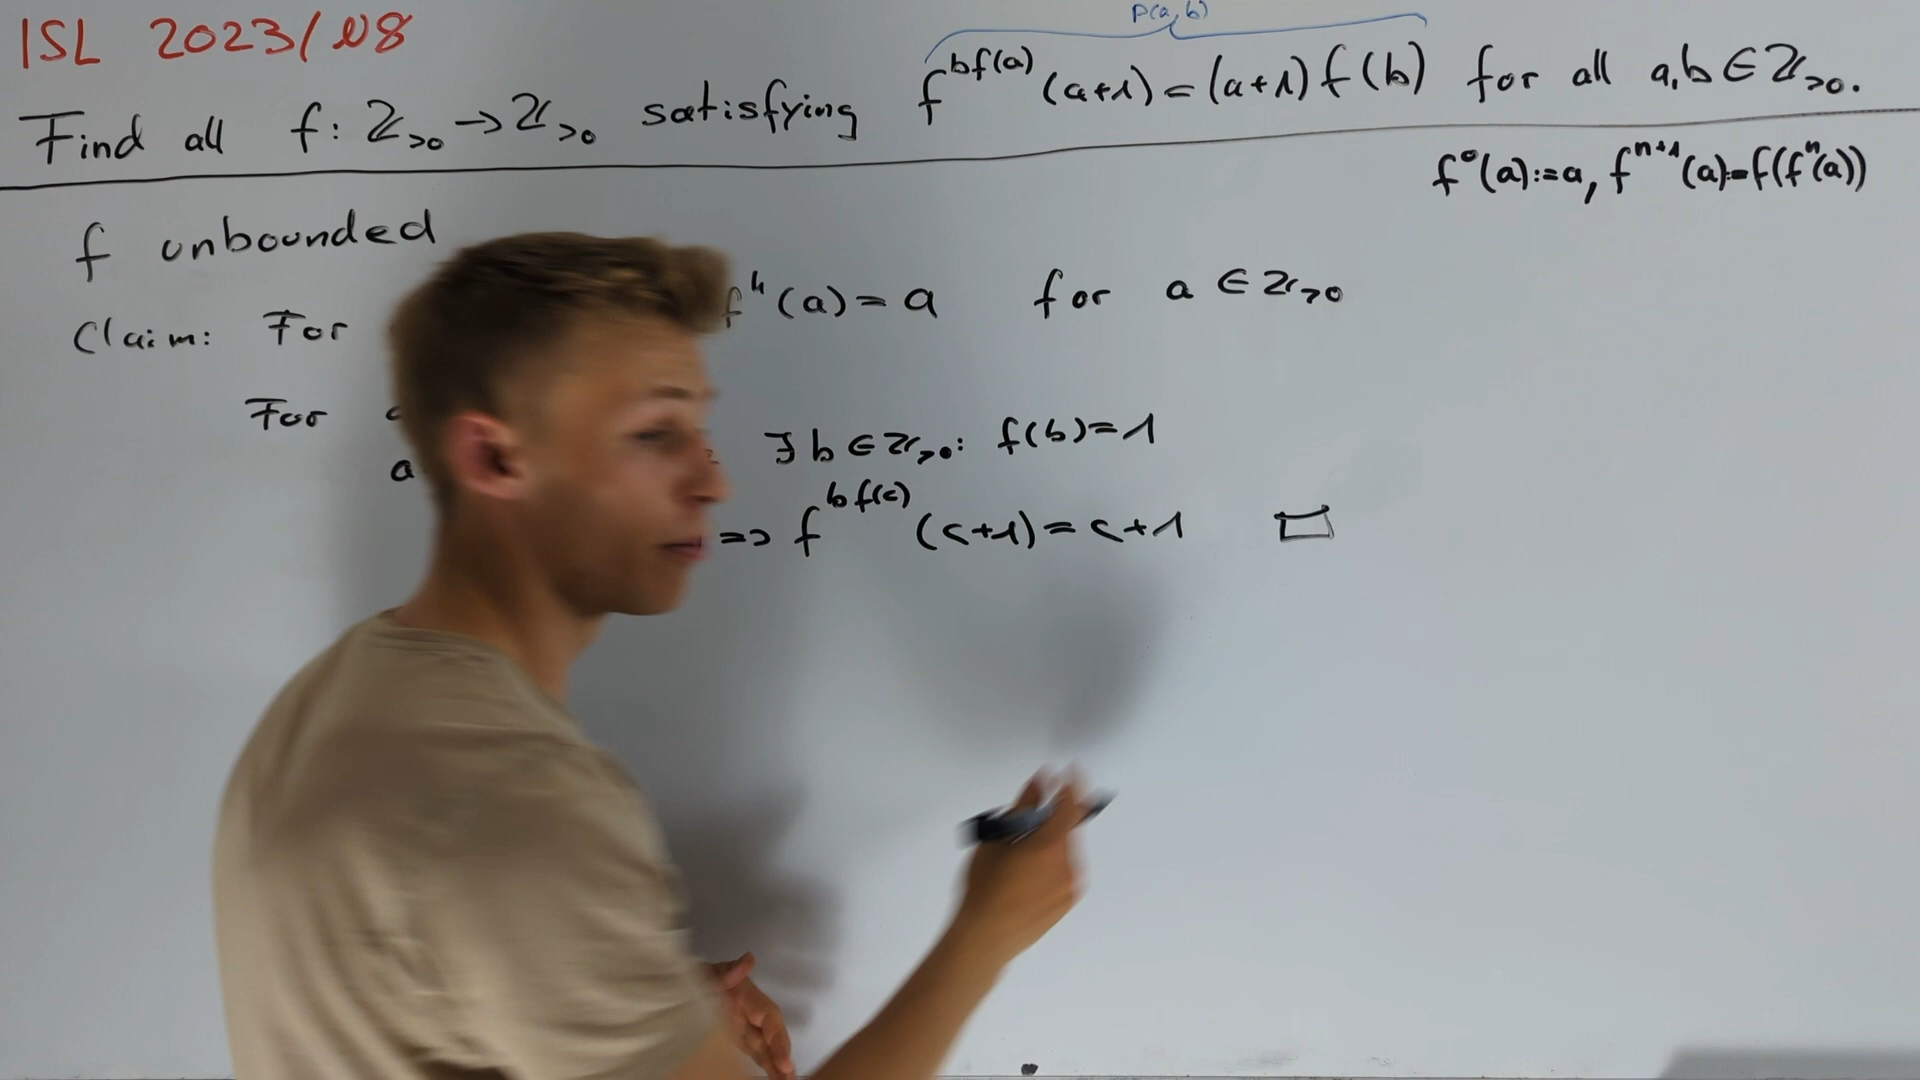 ISL 2023/N8
P(a,b)
Find all f: ℤ>0 → ℤ>0 satisfying f^{bf(a)}(a+1) = (a+1) f(b) for all a,b ∈ ℤ>0.
f^0(a):=a, f^{n+1}(a)=f(f^n(a))
f unbounded
Claim: For f^k(a) = a for a ∈ ℤ>0
For ∃ b ∈ ℤ>0: f(b)=1
a => f^{bf(c)}(c+1) = c+1 □